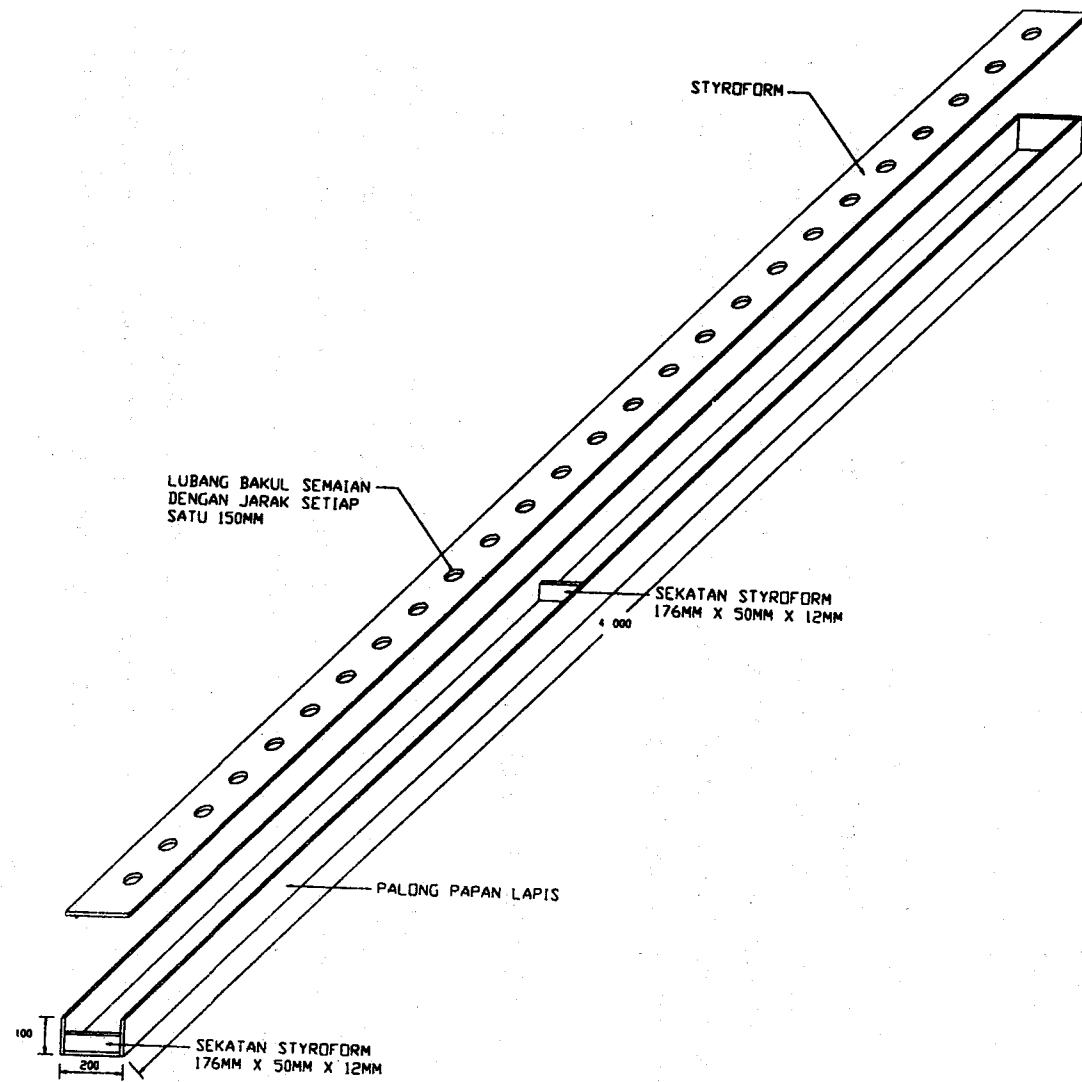 STYROFORM
LUBANG BAKUL SEMAIAN
DENGAN JARAK SETIAP
SATU 150MM
SEKATAN STYROFORM
176MM X 50MM X 12MM
4 000
PALONG PAPAN LAPIS
100
200
SEKATAN STYROFORM
176MM X 50MM X 12MM